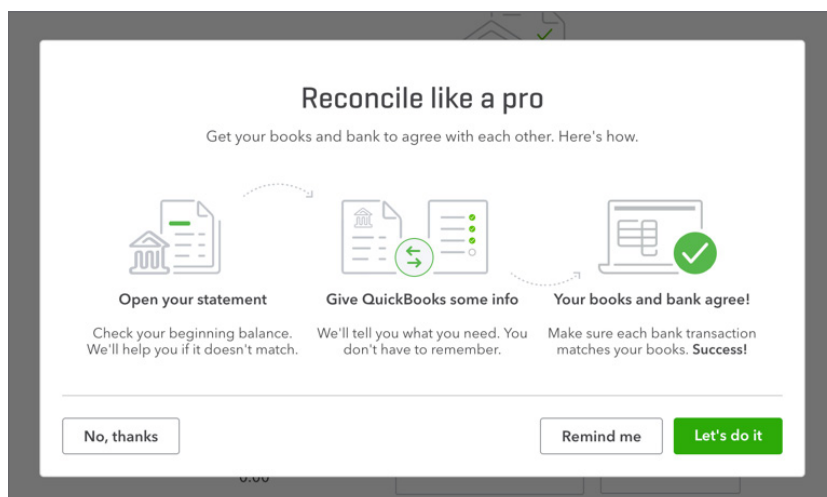 Reconcile like a pro
Get your books and bank to agree with each other. Here's how.
Open your statement
Check your beginning balance.
We'll help you if it doesn't match.
Give QuickBooks some info
We'll tell you what you need. You
don't have to remember.
Your books and bank agree!
Make sure each bank transaction
matches your books. Success!
No, thanks
Remind me
Let's do it
0.00